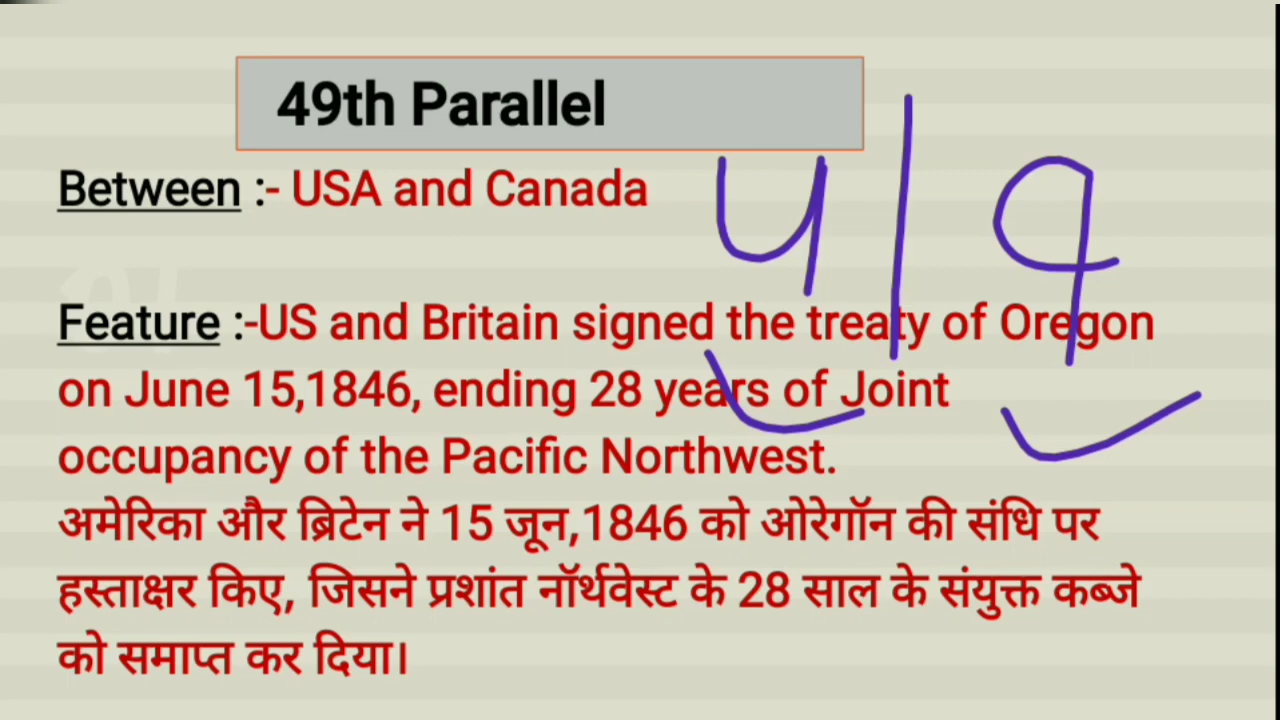 49th Parallel
Between :- USA and Canada
4 | 9
Feature :-US and Britain signed the treaty of Oregon
on June 15,1846, ending 28 years of Joint
occupancy of the Pacific Northwest.
अमेरिका और ब्रिटेन ने 15 जून,1846 को ओरेगॉन की संधि पर
हस्ताक्षर किए, जिसने प्रशांत नॉर्थवेस्ट के 28 साल के संयुक्त कब्जे
को समाप्त कर दिया।